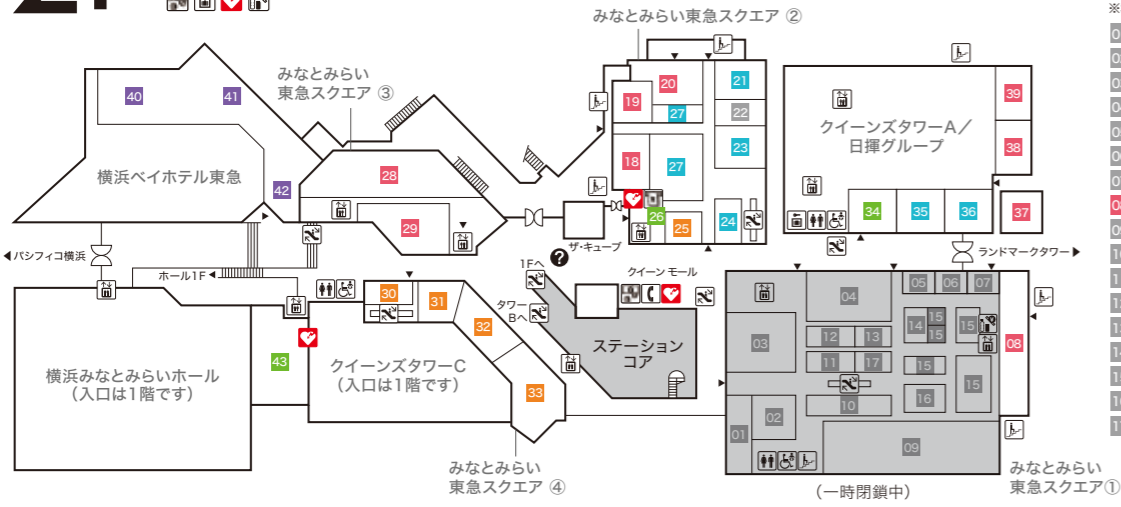 みなとみらい東急スクエア ②
※
みなとみらい
東急スクエア ③
40
41
横浜ベイホテル東急
42
28
29
20
19
27
21
22
23
18
27
26
25
24
ザ・キューブ
クイーンズタワーA／
日揮グループ
39
38
34
35
36
37
ランドマークタワー▶
◀パシフィコ横浜
ホール1F◀
横浜みなとみらいホール
（入口は1階です）
43
30
31
32
33
クイーンズタワーC
（入口は1階です）
みなとみらい
東急スクエア ④
?
1Fへ
タワー
Bへ
クイーン モール
ステーション
コア
03
04
05
06
07
12
13
14
15
15
15
11
17
15
15
10
16
02
01
09
08
（一時閉鎖中）
みなとみらい
東急スクエア①